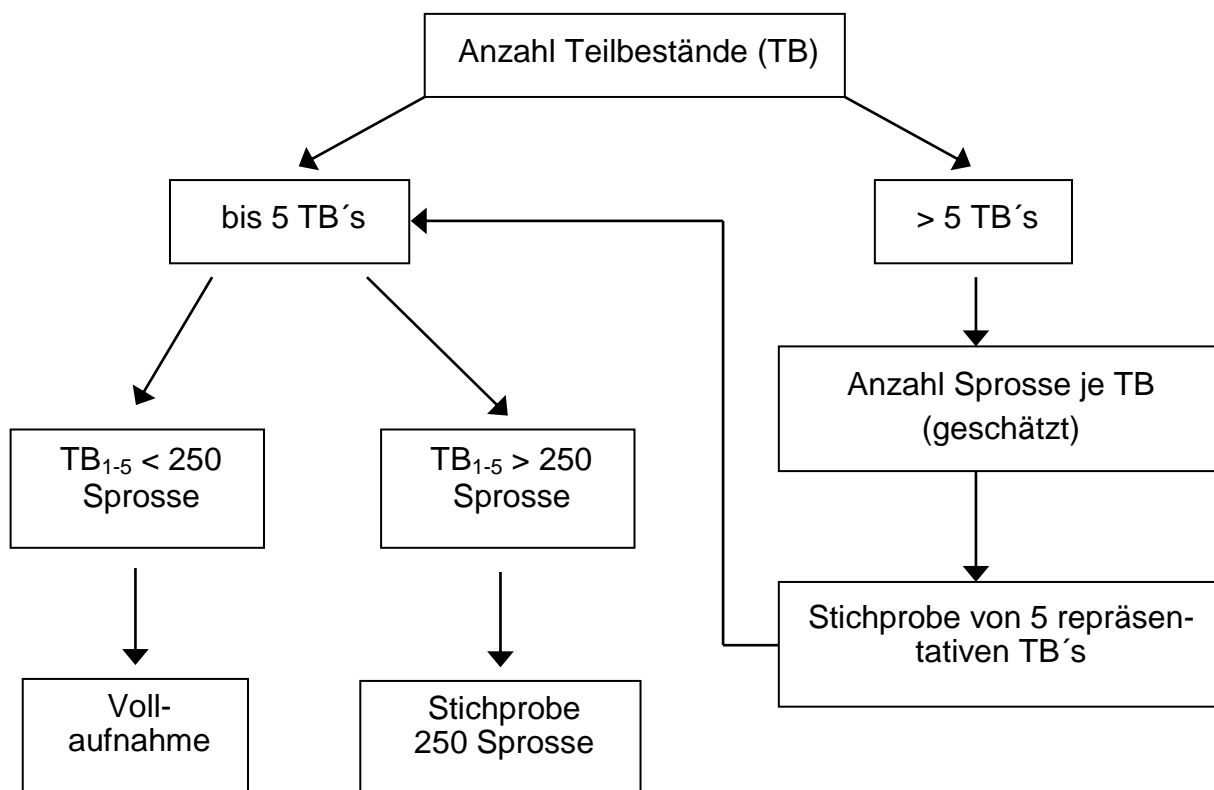 Anzahl Teilbestände (TB)
bis 5 TB´s
> 5 TB´s
Anzahl Sprosse je TB
(geschätzt)
TB₁₋₅ < 250
Sprosse
TB₁₋₅ > 250
Sprosse
Stichprobe von 5 repräsen-
tativen TB´s
Voll-
aufnahme
Stichprobe
250 Sprosse